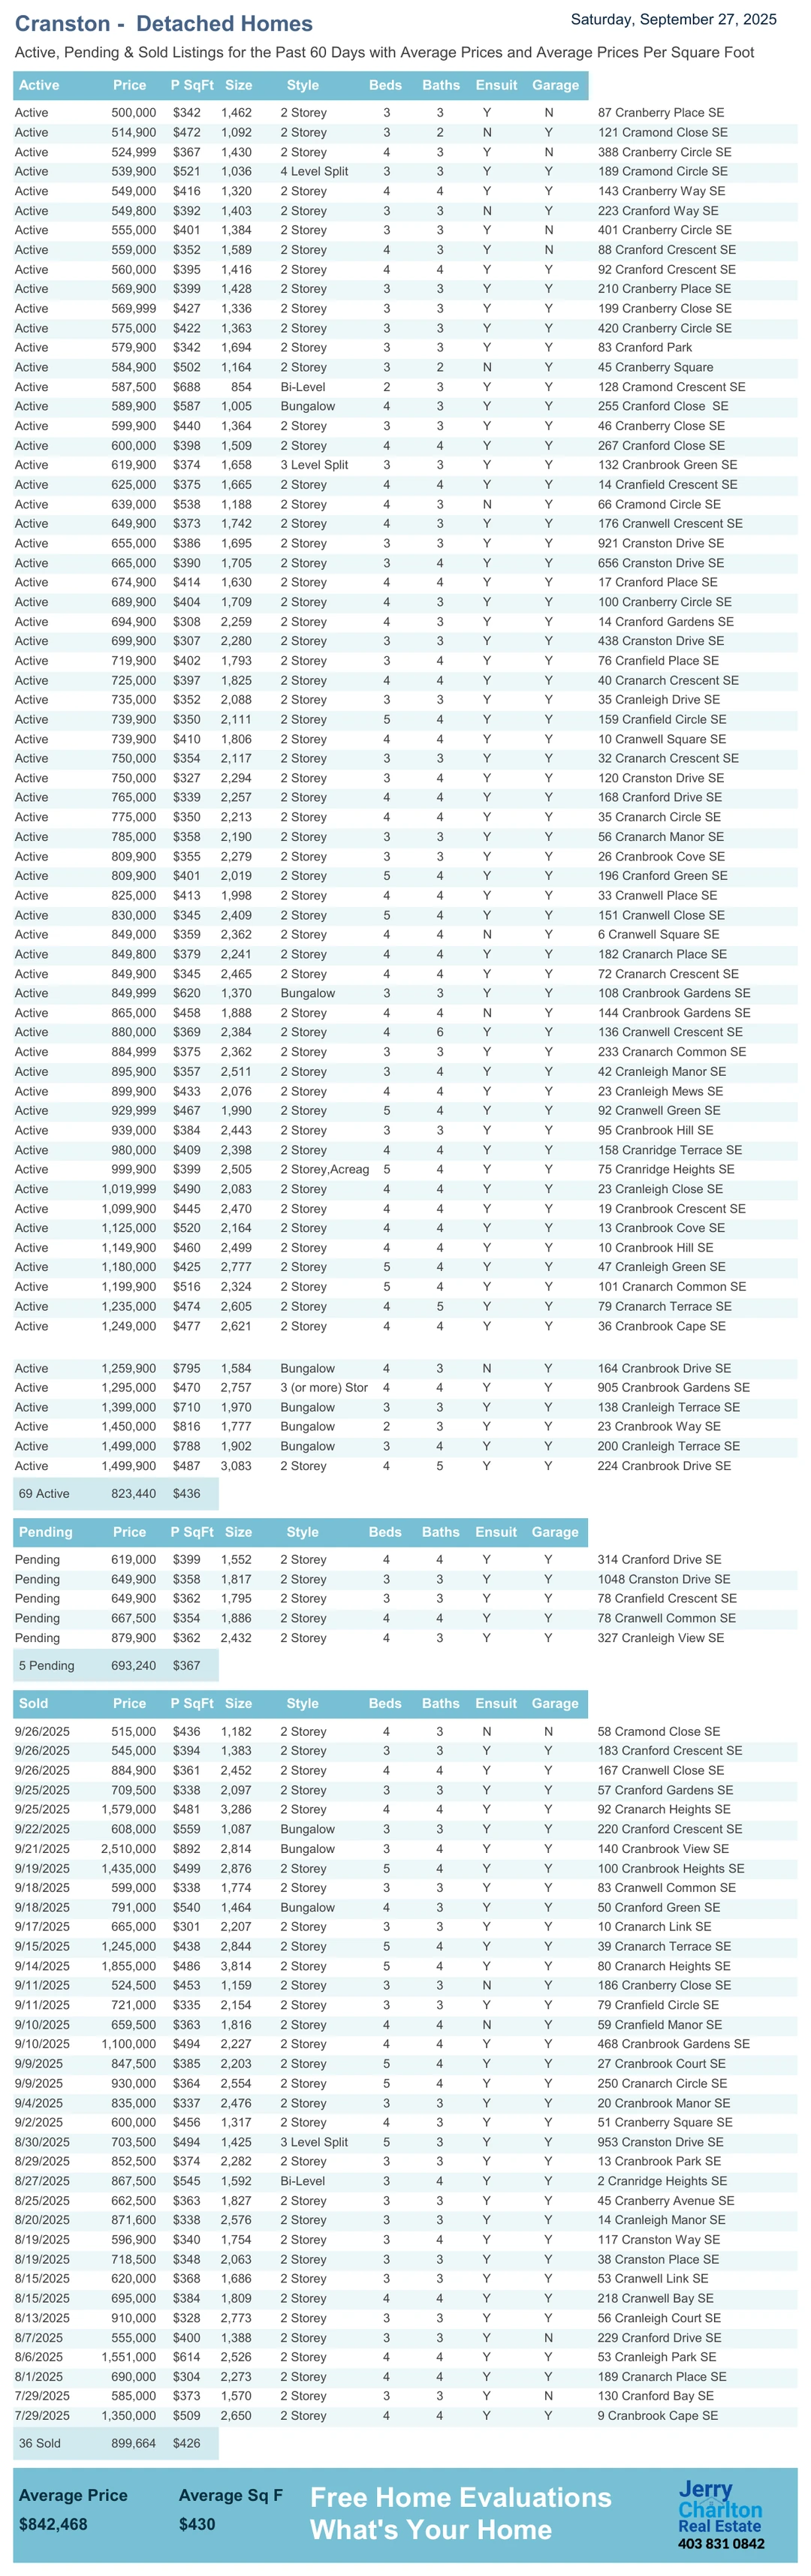 Cranston - Detached Homes
Saturday, September 27, 2025
Active, Pending & Sold Listings for the Past 60 Days with Average Prices and Average Prices Per Square Foot
Active Price P SqFt Size Style Beds Baths Ensuit Garage
Active 500,000 $342 1,462 2 Storey 3 3 Y N 87 Cranberry Place SE
Active 514,900 $472 1,092 2 Storey 3 2 N Y 121 Cramond Close SE
Active 524,999 $367 1,430 2 Storey 4 3 Y N 388 Cranberry Circle SE
Active 539,900 $521 1,036 4 Level Split 3 3 Y Y 189 Cramond Circle SE
Active 549,000 $416 1,320 2 Storey 4 4 Y Y 143 Cranberry Way SE
Active 549,800 $392 1,403 2 Storey 3 3 N Y 223 Cranford Way SE
Active 555,000 $401 1,384 2 Storey 3 3 Y N 401 Cranberry Circle SE
Active 559,000 $352 1,589 2 Storey 4 3 Y N 88 Cranford Crescent SE
Active 560,000 $395 1,416 2 Storey 4 4 Y Y 92 Cranford Crescent SE
Active 569,900 $399 1,428 2 Storey 3 3 Y Y 210 Cranberry Place SE
Active 569,999 $427 1,336 2 Storey 3 3 Y Y 199 Cranberry Close SE
Active 575,000 $422 1,363 2 Storey 3 3 Y Y 420 Cranberry Circle SE
Active 579,900 $342 1,694 2 Storey 3 3 Y Y 83 Cranford Park
Active 584,900 $502 1,164 2 Storey 3 2 N Y 45 Cranberry Square
Active 587,500 $688 854 Bi-Level 2 3 Y Y 128 Cramond Crescent SE
Active 589,900 $587 1,005 Bungalow 4 3 Y Y 255 Cranford Close SE
Active 599,900 $440 1,364 2 Storey 3 3 Y Y 46 Cranberry Close SE
Active 600,000 $398 1,509 2 Storey 4 4 Y Y 267 Cranford Close SE
Active 619,900 $374 1,658 3 Level Split 3 3 Y Y 132 Cranbrook Green SE
Active 625,000 $375 1,665 2 Storey 4 4 Y Y 14 Cranfield Crescent SE
Active 639,000 $538 1,188 2 Storey 4 3 N Y 66 Cramond Circle SE
Active 649,900 $373 1,742 2 Storey 4 3 Y Y 176 Cranwell Crescent SE
Active 655,000 $386 1,695 2 Storey 3 3 Y Y 921 Cranston Drive SE
Active 665,000 $390 1,705 2 Storey 3 4 Y Y 656 Cranston Drive SE
Active 674,900 $414 1,630 2 Storey 4 4 Y Y 17 Cranford Place SE
Active 689,900 $404 1,709 2 Storey 4 3 Y Y 100 Cranberry Circle SE
Active 694,900 $308 2,259 2 Storey 4 3 Y Y 14 Cranford Gardens SE
Active 699,900 $307 2,280 2 Storey 3 3 Y Y 438 Cranston Drive SE
Active 719,900 $402 1,793 2 Storey 3 4 Y Y 76 Cranfield Place SE
Active 725,000 $397 1,825 2 Storey 4 4 Y Y 40 Cranarch Crescent SE
Active 735,000 $352 2,088 2 Storey 3 3 Y Y 35 Cranleigh Drive SE
Active 739,900 $350 2,111 2 Storey 5 4 Y Y 159 Cranfield Circle SE
Active 739,900 $410 1,806 2 Storey 4 4 Y Y 10 Cranwell Square SE
Active 750,000 $354 2,117 2 Storey 3 3 Y Y 32 Cranarch Crescent SE
Active 750,000 $327 2,294 2 Storey 3 4 Y Y 120 Cranston Drive SE
Active 765,000 $339 2,257 2 Storey 4 4 Y Y 168 Cranford Drive SE
Active 775,000 $350 2,213 2 Storey 4 4 Y Y 35 Cranarch Circle SE
Active 785,000 $358 2,190 2 Storey 3 3 Y Y 56 Cranarch Manor SE
Active 809,900 $355 2,279 2 Storey 3 3 Y Y 26 Cranbrook Cove SE
Active 809,900 $401 2,019 2 Storey 5 4 Y Y 196 Cranford Green SE
Active 825,000 $413 1,998 2 Storey 4 4 Y Y 33 Cranwell Place SE
Active 830,000 $345 2,409 2 Storey 5 4 Y Y 151 Cranwell Close SE
Active 849,000 $359 2,362 2 Storey 4 4 N Y 6 Cranwell Square SE
Active 849,800 $379 2,241 2 Storey 4 4 Y Y 182 Cranarch Place SE
Active 849,900 $345 2,465 2 Storey 4 4 Y Y 72 Cranarch Crescent SE
Active 849,999 $620 1,370 Bungalow 3 3 Y Y 108 Cranbrook Gardens SE
Active 865,000 $458 1,888 2 Storey 4 4 N Y 144 Cranbrook Gardens SE
Active 880,000 $369 2,384 2 Storey 4 6 Y Y 136 Cranwell Crescent SE
Active 884,999 $375 2,362 2 Storey 3 3 Y Y 233 Cranarch Common SE
Active 895,900 $357 2,511 2 Storey 3 4 Y Y 42 Cranleigh Manor SE
Active 899,900 $433 2,076 2 Storey 4 4 Y Y 23 Cranleigh Mews SE
Active 929,999 $467 1,990 2 Storey 5 4 Y Y 92 Cranwell Green SE
Active 939,000 $384 2,443 2 Storey 3 3 Y Y 95 Cranbrook Hill SE
Active 980,000 $409 2,398 2 Storey 4 4 Y Y 158 Cranridge Terrace SE
Active 999,900 $399 2,505 2 Storey,Acreag 5 4 Y Y 75 Cranridge Heights SE
Active 1,019,999 $490 2,083 2 Storey 4 4 Y Y 23 Cranleigh Close SE
Active 1,099,900 $445 2,470 2 Storey 4 4 Y Y 19 Cranbrook Crescent SE
Active 1,125,000 $520 2,164 2 Storey 4 4 Y Y 13 Cranbrook Cove SE
Active 1,149,900 $460 2,499 2 Storey 4 4 Y Y 10 Cranbrook Hill SE
Active 1,180,000 $425 2,777 2 Storey 5 4 Y Y 47 Cranleigh Green SE
Active 1,199,900 $516 2,324 2 Storey 5 4 Y Y 101 Cranarch Common SE
Active 1,235,000 $474 2,605 2 Storey 4 5 Y Y 79 Cranarch Terrace SE
Active 1,249,000 $477 2,621 2 Storey 4 4 Y Y 36 Cranbrook Cape SE
Active 1,259,900 $795 1,584 Bungalow 4 3 N Y 164 Cranbrook Drive SE
Active 1,295,000 $470 2,757 3 (or more) Stor 4 4 Y Y 905 Cranbrook Gardens SE
Active 1,399,000 $710 1,970 Bungalow 3 3 Y Y 138 Cranleigh Terrace SE
Active 1,450,000 $816 1,777 Bungalow 2 3 Y Y 23 Cranbrook Way SE
Active 1,499,000 $788 1,902 Bungalow 3 4 Y Y 200 Cranleigh Terrace SE
Active 1,499,900 $487 3,083 2 Storey 4 5 Y Y 224 Cranbrook Drive SE
69 Active 823,440 $436
Pending Price P SqFt Size Style Beds Baths Ensuit Garage
Pending 619,000 $399 1,552 2 Storey 4 4 Y Y 314 Cranford Drive SE
Pending 649,900 $358 1,817 2 Storey 3 3 Y Y 1048 Cranston Drive SE
Pending 649,900 $362 1,795 2 Storey 3 3 Y Y 78 Cranfield Crescent SE
Pending 667,500 $354 1,886 2 Storey 4 4 Y Y 78 Cranwell Common SE
Pending 879,900 $362 2,432 2 Storey 4 3 Y Y 327 Cranleigh View SE
5 Pending 693,240 $367
Sold Price P SqFt Size Style Beds Baths Ensuit Garage
9/26/2025 515,000 $436 1,182 2 Storey 4 3 N N 58 Cramond Close SE
9/26/2025 545,000 $394 1,383 2 Storey 3 3 Y Y 183 Cranford Crescent SE
9/26/2025 884,900 $361 2,452 2 Storey 4 4 Y Y 167 Cranwell Close SE
9/25/2025 709,500 $338 2,097 2 Storey 3 3 Y Y 57 Cranford Gardens SE
9/25/2025 1,579,000 $481 3,286 2 Storey 4 4 Y Y 92 Cranarch Heights SE
9/22/2025 608,000 $559 1,087 Bungalow 3 3 Y Y 220 Cranford Crescent SE
9/21/2025 2,510,000 $892 2,814 Bungalow 3 4 Y Y 140 Cranbrook View SE
9/19/2025 1,435,000 $499 2,876 2 Storey 5 4 Y Y 100 Cranbrook Heights SE
9/18/2025 599,000 $338 1,774 2 Storey 3 3 Y Y 83 Cranwell Common SE
9/18/2025 791,000 $540 1,464 Bungalow 4 3 Y Y 50 Cranford Green SE
9/17/2025 665,000 $301 2,207 2 Storey 3 3 Y Y 10 Cranarch Link SE
9/15/2025 1,245,000 $438 2,844 2 Storey 5 4 Y Y 39 Cranarch Terrace SE
9/14/2025 1,855,000 $486 3,814 2 Storey 5 4 Y Y 80 Cranarch Heights SE
9/11/2025 524,500 $453 1,159 2 Storey 3 3 N Y 186 Cranberry Close SE
9/11/2025 721,000 $335 2,154 2 Storey 3 3 Y Y 79 Cranfield Circle SE
9/10/2025 659,500 $363 1,816 2 Storey 4 4 N Y 59 Cranfield Manor SE
9/10/2025 1,100,000 $494 2,227 2 Storey 4 4 Y Y 468 Cranbrook Gardens SE
9/9/2025 847,500 $385 2,203 2 Storey 5 4 Y Y 27 Cranbrook Court SE
9/9/2025 930,000 $364 2,554 2 Storey 5 4 Y Y 250 Cranarch Circle SE
9/4/2025 835,000 $337 2,476 2 Storey 3 3 Y Y 20 Cranbrook Manor SE
9/2/2025 600,000 $456 1,317 2 Storey 4 3 Y Y 51 Cranberry Square SE
8/30/2025 703,500 $494 1,425 3 Level Split 5 3 Y Y 953 Cranston Drive SE
8/29/2025 852,500 $374 2,282 2 Storey 3 3 Y Y 13 Cranbrook Park SE
8/27/2025 867,500 $545 1,592 Bi-Level 3 4 Y Y 2 Cranridge Heights SE
8/25/2025 662,500 $363 1,827 2 Storey 3 3 Y Y 45 Cranberry Avenue SE
8/20/2025 871,600 $338 2,576 2 Storey 3 3 Y Y 14 Cranleigh Manor SE
8/19/2025 596,900 $340 1,754 2 Storey 3 4 Y Y 117 Cranston Way SE
8/19/2025 718,500 $348 2,063 2 Storey 3 3 Y Y 38 Cranston Place SE
8/15/2025 620,000 $368 1,686 2 Storey 3 3 Y Y 53 Cranwell Link SE
8/15/2025 695,000 $384 1,809 2 Storey 4 4 Y Y 218 Cranwell Bay SE
8/13/2025 910,000 $328 2,773 2 Storey 3 3 Y Y 56 Cranleigh Court SE
8/7/2025 555,000 $400 1,388 2 Storey 3 3 Y N 229 Cranford Drive SE
8/6/2025 1,551,000 $614 2,526 2 Storey 4 4 Y Y 53 Cranleigh Park SE
8/1/2025 690,000 $304 2,273 2 Storey 4 4 Y Y 189 Cranarch Place SE
7/29/2025 585,000 $373 1,570 2 Storey 3 3 Y N 130 Cranford Bay SE
7/29/2025 1,350,000 $509 2,650 2 Storey 4 4 Y Y 9 Cranbrook Cape SE
36 Sold 899,664 $426
Average Price Average Sq F
$842,468 $430
Free Home Evaluations
What's Your Home
Jerry
Charlton
Real Estate
403 831 0842